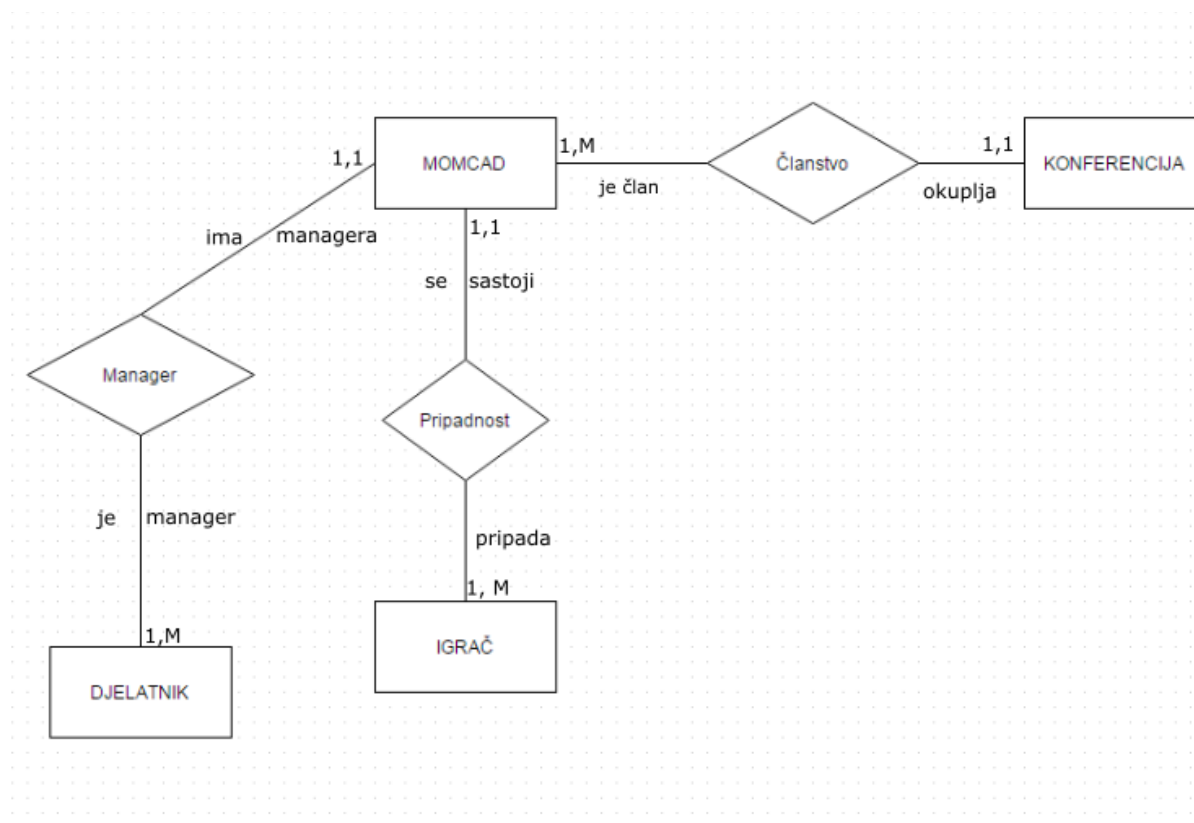 1,1
MOMCAD
1,M
je član
Članstvo
1,1
okuplja
KONFERENCIJA
ima managera
1,1
se sastoji
Manager
Pripadnost
je manager
pripada
1,M
1, M
DJELATNIK
IGRAČ